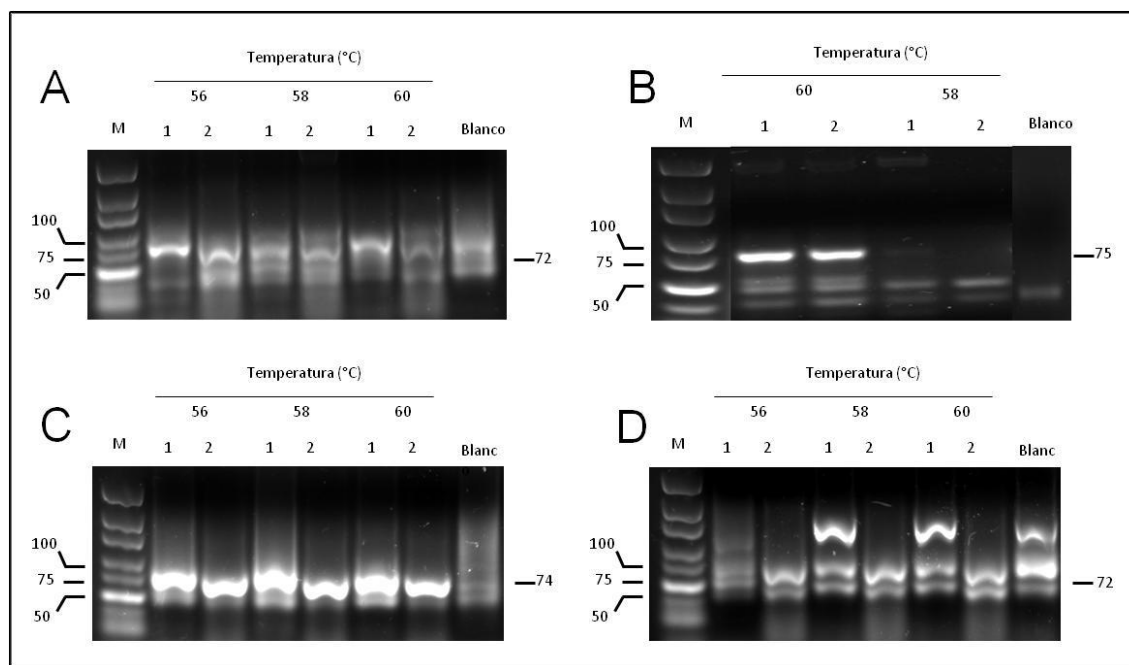 Temperatura (°C)
A
56 58 60
M 1 2 1 2 1 2 Blanco
100
75
50
72
Temperatura (°C)
B
60 58
M 1 2 1 2 Blanco
100
75
50
75
Temperatura (°C)
C
56 58 60
M 1 2 1 2 1 2 Blanc
100
75
50
74
Temperatura (°C)
D
56 58 60
M 1 2 1 2 1 2 Blanc
100
75
50
72